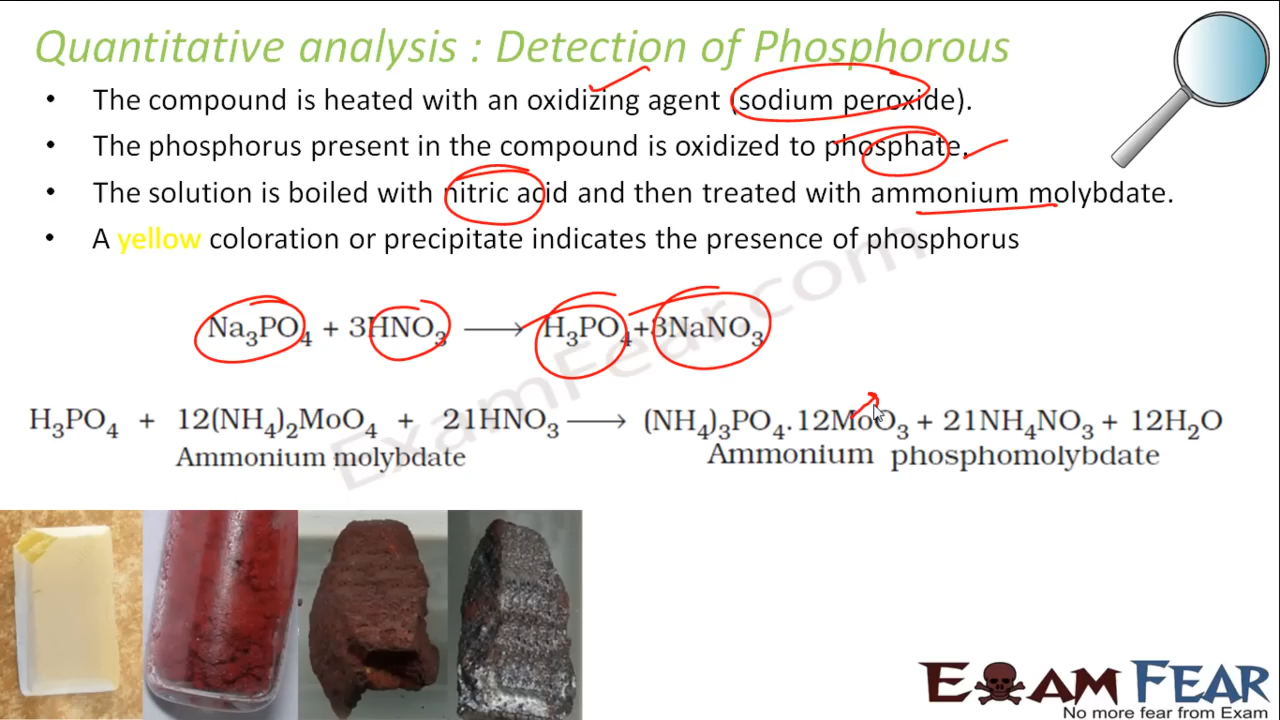 Quantitative analysis : Detection of Phosphorous
• The compound is heated with an oxidizing agent (sodium peroxide).
• The phosphorus present in the compound is oxidized to phosphate.
• The solution is boiled with nitric acid and then treated with ammonium molybdate.
• A yellow coloration or precipitate indicates the presence of phosphorus
Na₃PO₄ + 3HNO₃ ⟶ H₃PO₄+3NaNO₃
H₃PO₄ + 12(NH₄)₂MoO₄ + 21HNO₃ ⟶ (NH₄)₃PO₄.12MoO₃ + 21NH₄NO₃ + 12H₂O
Ammonium molybdate Ammonium phosphomolybdate
ExamFear.com
EXAM FEAR
No more fear from Exam